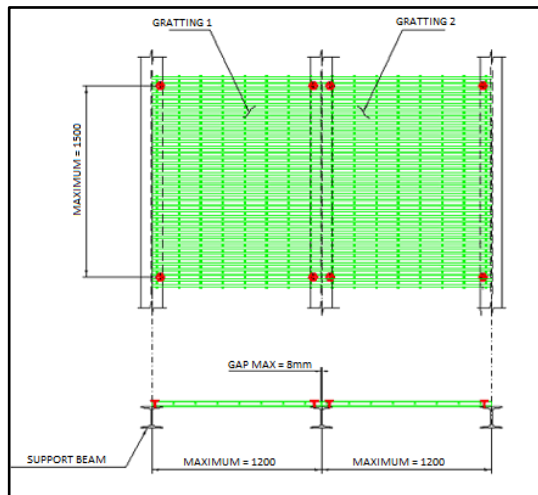 GRATTING 1
GRATTING 2
MAXIMUM = 1500
GAP MAX = 8mm
SUPPORT BEAM
MAXIMUM = 1200
MAXIMUM = 1200